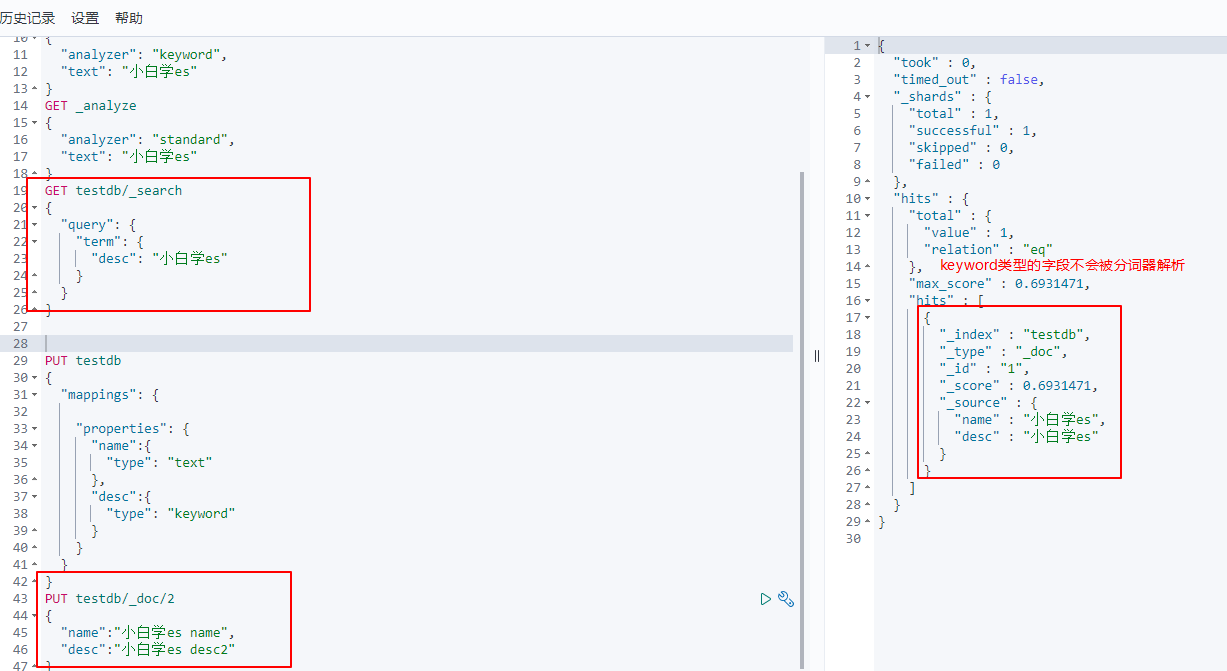 历史记录 设置 帮助
10 {
11 "analyzer": "keyword",
12 "text": "小白学es"
13 }
14 GET _analyze
15 {
16 "analyzer": "standard",
17 "text": "小白学es"
18 }
19 GET testdb/_search
20 {
21 "query": {
22 "term": {
23 "desc": "小白学es"
24 }
25 }
26 }
27
28
29 PUT testdb
30 {
31 "mappings": {
32
33 "properties": {
34 "name":{
35 "type": "text"
36 },
37 "desc":{
38 "type": "keyword"
39 }
40 }
41 }
42 }
43 PUT testdb/_doc/2
44 {
45 "name":"小白学es name",
46 "desc":"小白学es desc2"
47 }
1 {
2 "took" : 0,
3 "timed_out" : false,
4 "_shards" : {
5 "total" : 1,
6 "successful" : 1,
7 "skipped" : 0,
8 "failed" : 0
9 },
10 "hits" : {
11 "total" : {
12 "value" : 1,
13 "relation" : "eq"
14 }, keyword类型的字段不会被分词器解析
15 "max_score" : 0.6931471,
16 "hits" : [
17 {
18 "_index" : "testdb",
19 "_type" : "_doc",
20 "_id" : "1",
21 "_score" : 0.6931471,
22 "_source" : {
23 "name" : "小白学es",
24 "desc" : "小白学es"
25 }
26 }
27 ]
28 }
29 }
30